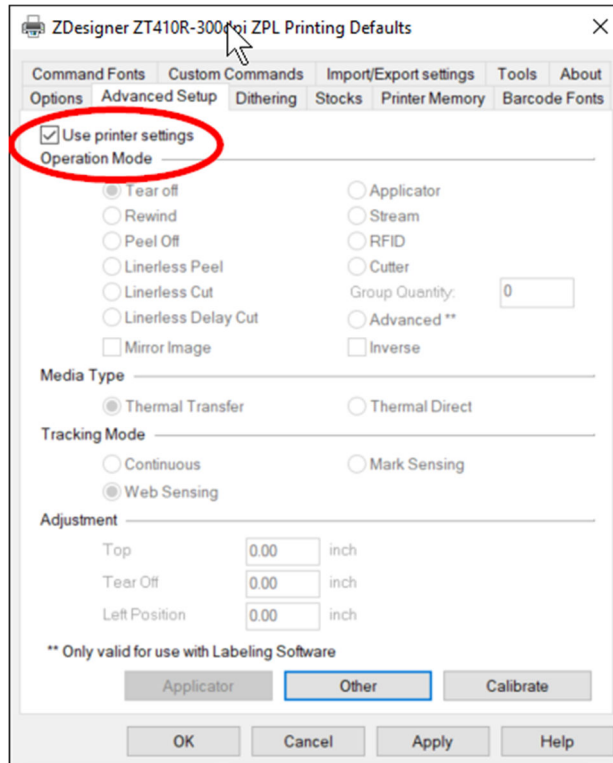 ZDesigner ZT410R-300dpi ZPL Printing Defaults
Command Fonts Custom Commands Import/Export settings Tools About
Options Advanced Setup Dithering Stocks Printer Memory Barcode Fonts
Use printer settings
Operation Mode
Tear off Applicator
Rewind Stream
Peel Off RFID
Linerless Peel Cutter
Linerless Cut Group Quantity: 0
Linerless Delay Cut Advanced **
Mirror Image Inverse
Media Type
Thermal Transfer Thermal Direct
Tracking Mode
Continuous Mark Sensing
Web Sensing
Adjustment
Top 0.00 inch
Tear Off 0.00 inch
Left Position 0.00 inch
** Only valid for use with Labeling Software
Applicator Other Calibrate
OK Cancel Apply Help